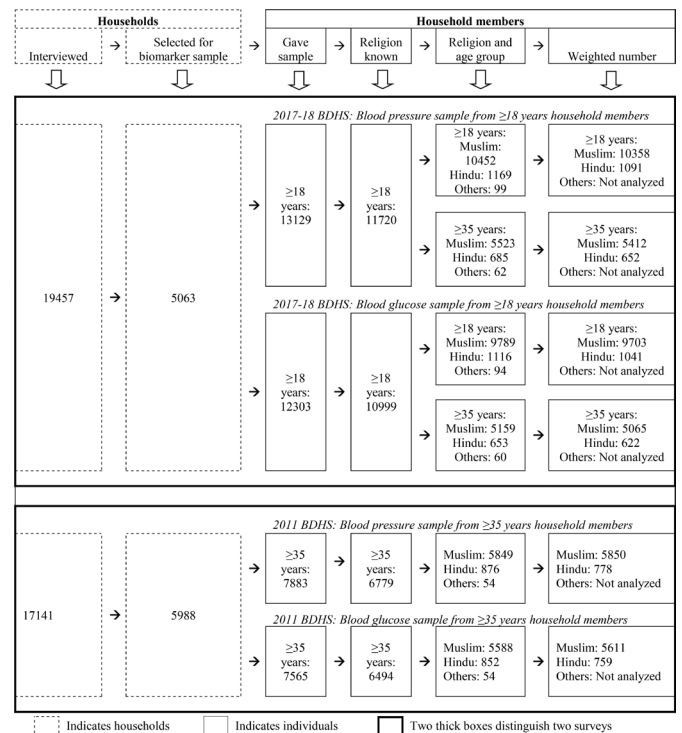 Households
Household members
Interviewed
→
Selected for
biomarker sample
→
Gave
sample
→
Religion
known
→
Religion and
age group
→
Weighted number
2017-18 BDHS: Blood pressure sample from ≥18 years household members
19457
→
5063
→
≥18
years:
13129
→
≥18
years:
11720
→
≥18 years:
Muslim:
10452
Hindu: 1169
Others: 99
→
≥18 years:
Muslim: 10358
Hindu: 1091
Others: Not analyzed
→
≥35 years:
Muslim: 5523
Hindu: 685
Others: 62
→
≥35 years:
Muslim: 5412
Hindu: 652
Others: Not analyzed
2017-18 BDHS: Blood glucose sample from ≥18 years household members
→
≥18
years:
12303
→
≥18
years:
10999
→
≥18 years:
Muslim: 9789
Hindu: 1116
Others: 94
→
≥18 years:
Muslim: 9703
Hindu: 1041
Others: Not analyzed
→
≥35 years:
Muslim: 5159
Hindu: 653
Others: 60
→
≥35 years:
Muslim: 5065
Hindu: 622
Others: Not analyzed
2011 BDHS: Blood pressure sample from ≥35 years household members
17141
→
5988
→
≥35
years:
7883
→
≥35
years:
6779
→
Muslim: 5849
Hindu: 876
Others: 54
→
Muslim: 5850
Hindu: 778
Others: Not analyzed
2011 BDHS: Blood glucose sample from ≥35 years household members
→
≥35
years:
7565
→
≥35
years:
6494
→
Muslim: 5588
Hindu: 852
Others: 54
→
Muslim: 5611
Hindu: 759
Others: Not analyzed
Indicates households
Indicates individuals
Two thick boxes distinguish two surveys